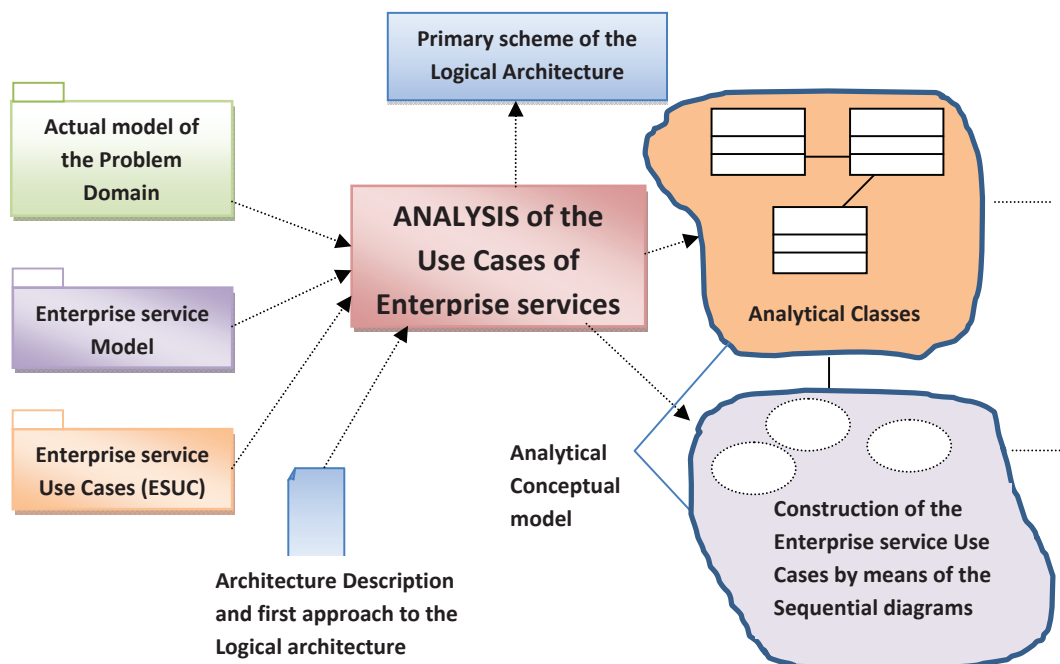 Primary scheme of the
Logical Architecture
Actual model of
the Problem
Domain
ANALYSIS of the
Use Cases of
Enterprise services
Analytical Classes
Enterprise service
Model
Enterprise service
Use Cases (ESUC)
Analytical
Conceptual
model
Construction of the
Enterprise service Use
Cases by means of the
Sequential diagrams
Architecture Description
and first approach to the
Logical architecture